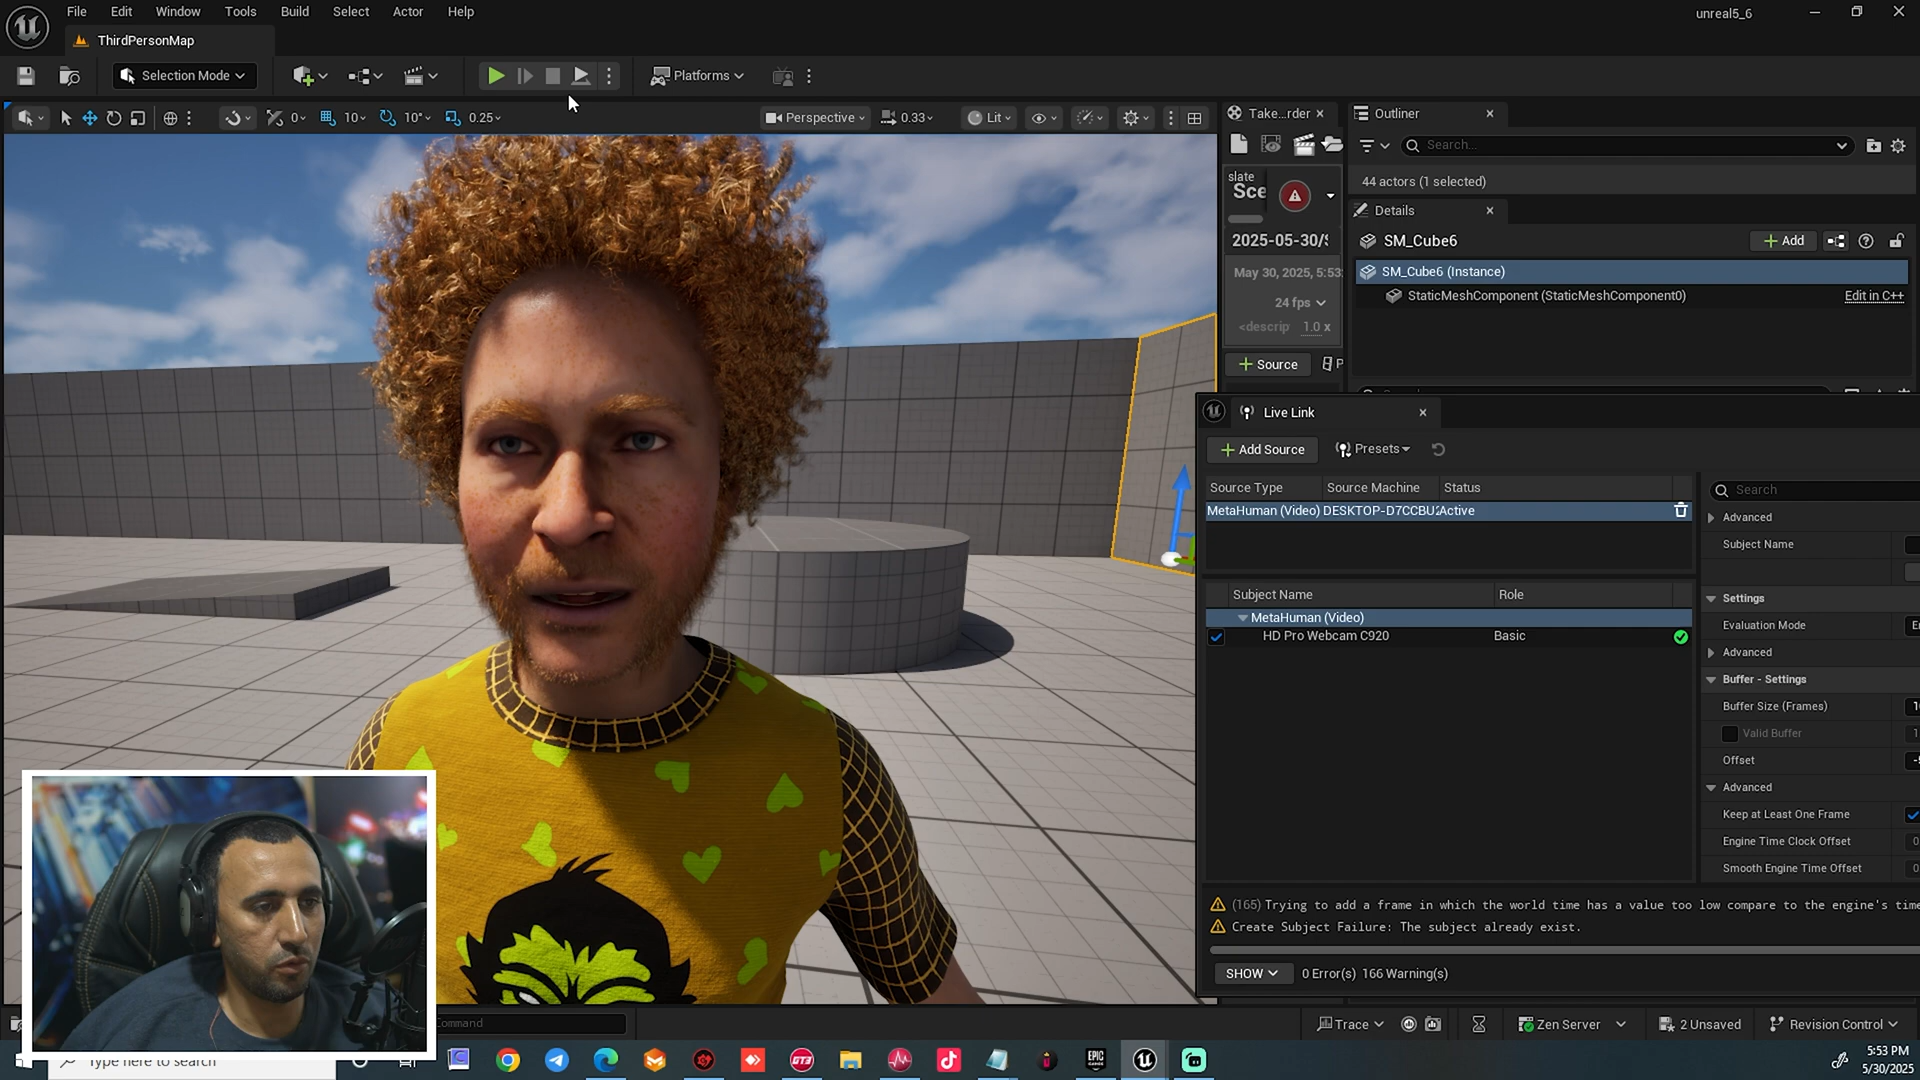 File Edit Window Tools Build Select Actor Help
unreal5_6
ThirdPersonMap
Selection Mode
Platforms
0
10
10°
0.25
Perspective
0.33
Lit
Take...rder
Outliner
Search...
slate
Sce
44 actors (1 selected)
Details
2025-05-30/
SM_Cube6
Add
May 30, 2025, 5:53
SM_Cube6 (Instance)
24 fps
StaticMeshComponent (StaticMeshComponent0)
Edit in C++
<descrip 1.0 x
Source
P
Live Link
Add Source
Presets
Source Type Source Machine Status
Search
MetaHuman (Video) DESKTOP-D7CCBU Active
Advanced
Subject Name
Subject Name Role
Settings
MetaHuman (Video)
Evaluation Mode
HD Pro Webcam C920 Basic
Advanced
Buffer - Settings
Buffer Size (Frames)
Valid Buffer
Offset
Advanced
Keep at Least One Frame
Engine Time Clock Offset
Smooth Engine Time Offset
(165) Trying to add a frame in which the world time has a value too low compare to the engine's time
Create Subject Failure: The subject already exist.
SHOW
0 Error(s) 166 Warning(s)
Command
Trace
Zen Server
2 Unsaved
Revision Control
Type here to search
GT3
EPIC
GAMES
5:53 PM
5/30/2025